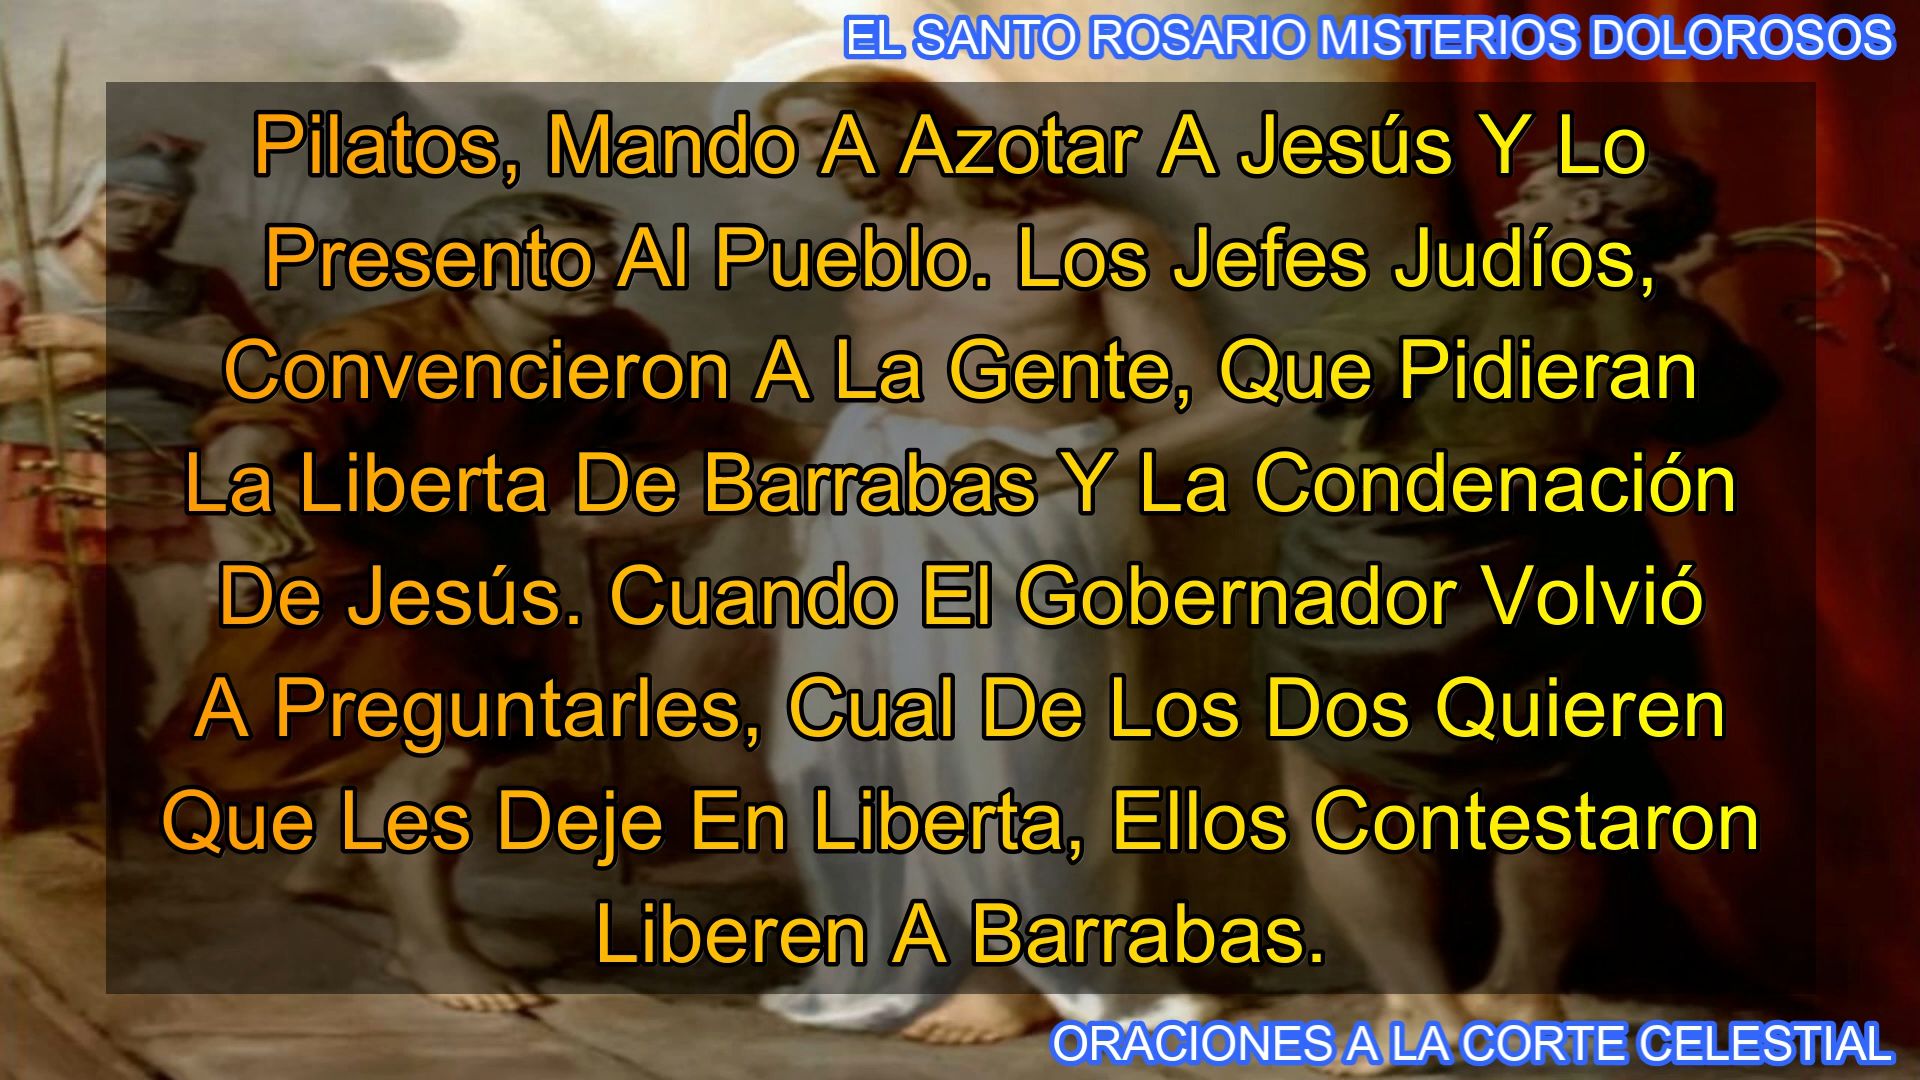 EL SANTO ROSARIO MISTERIOS DOLOROSOS
Pilatos, Mando A Azotar A Jesús Y Lo
Presento Al Pueblo. Los Jefes Judíos,
Convencieron A La Gente, Que Pidieran
La Liberta De Barrabas Y La Condenación
De Jesús. Cuando El Gobernador Volvió
A Preguntarles, Cual De Los Dos Quieren
Que Les Deje En Liberta, Ellos Contestaron
Liberen A Barrabas.
ORACIONES A LA CORTE CELESTIAL